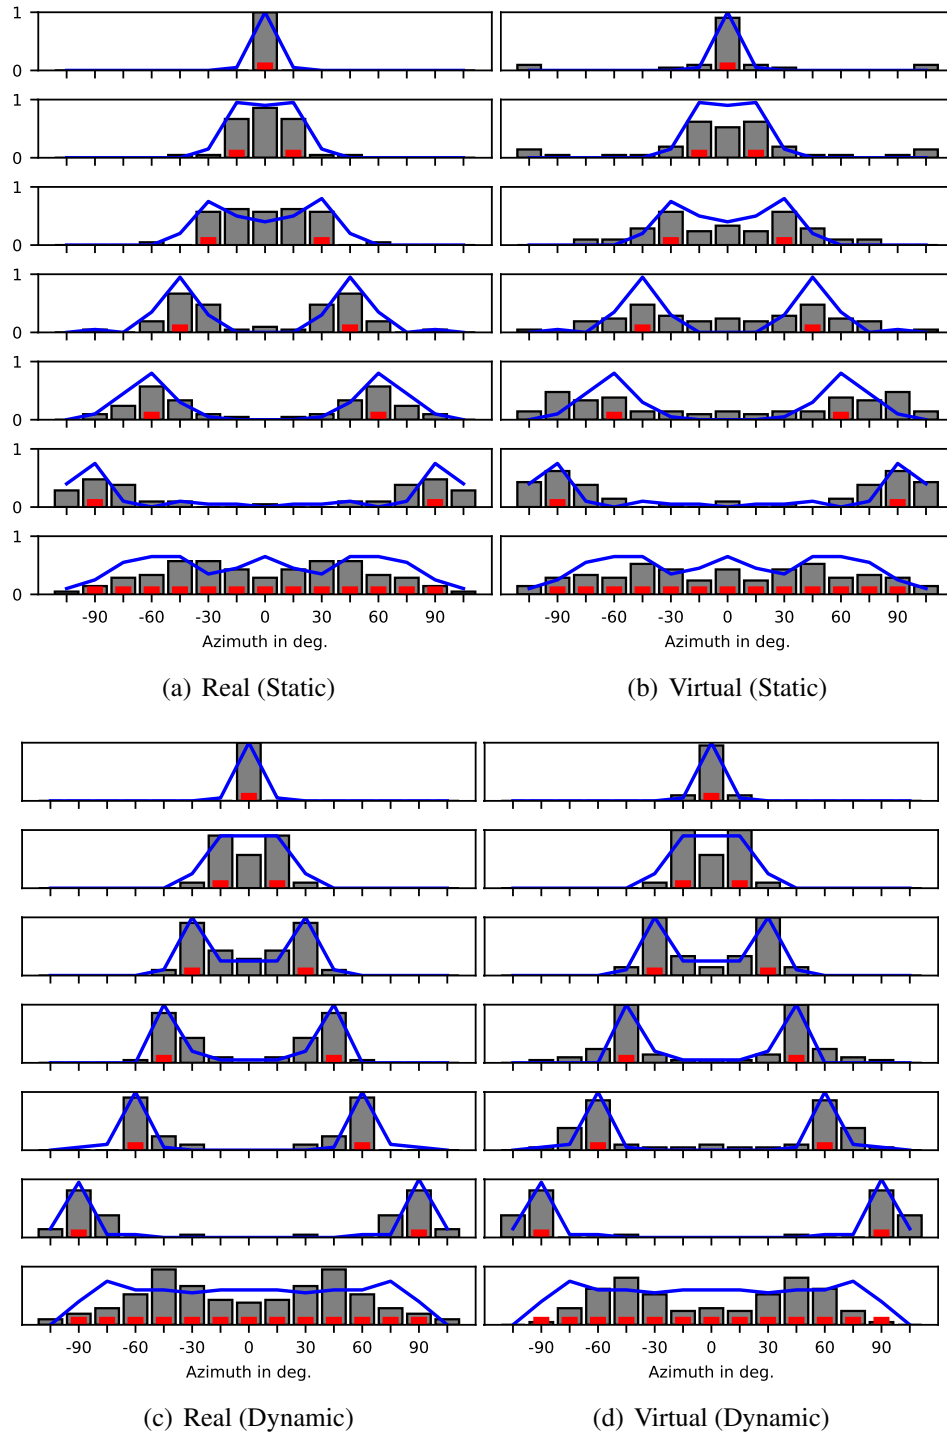 1
0
1
0
1
0
1
0
1
0
1
0
1
0
-90 -60 -30 0 30 60 90 -90 -60 -30 0 30 60 90
Azimuth in deg. Azimuth in deg.
(a) Real (Static) (b) Virtual (Static)
-90 -60 -30 0 30 60 90 -90 -60 -30 0 30 60 90
Azimuth in deg. Azimuth in deg.
(c) Real (Dynamic) (d) Virtual (Dynamic)